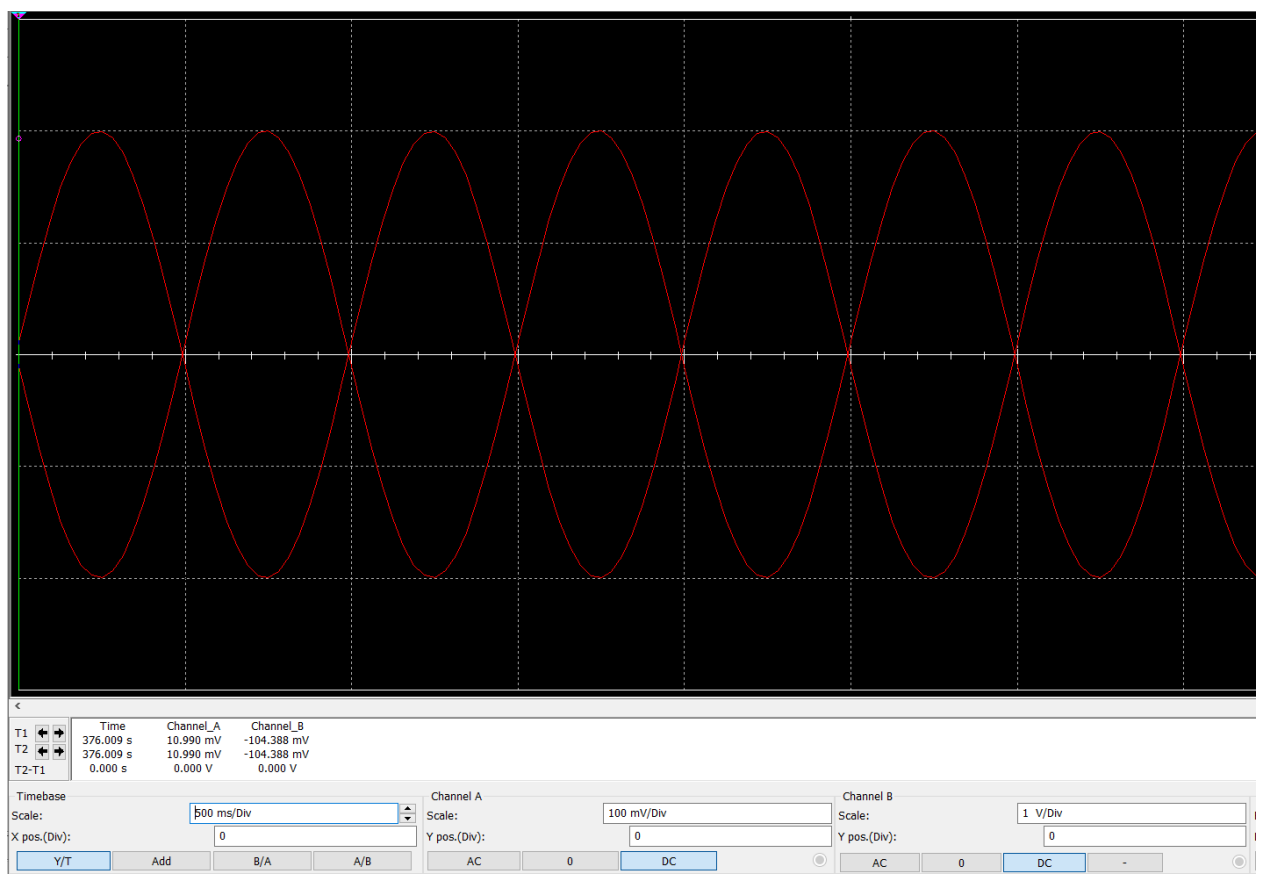 Time Channel_A Channel_B
T1 376.009 s 10.990 mV -104.388 mV
T2 376.009 s 10.990 mV -104.388 mV
T2-T1 0.000 s 0.000 V 0.000 V
Timebase
Scale: 500 ms/Div
X pos.(Div): 0
Y/T Add B/A A/B
Channel A
Scale: 100 mV/Div
Y pos.(Div): 0
AC 0 DC
Channel B
Scale: 1 V/Div
Y pos.(Div): 0
AC 0 DC -